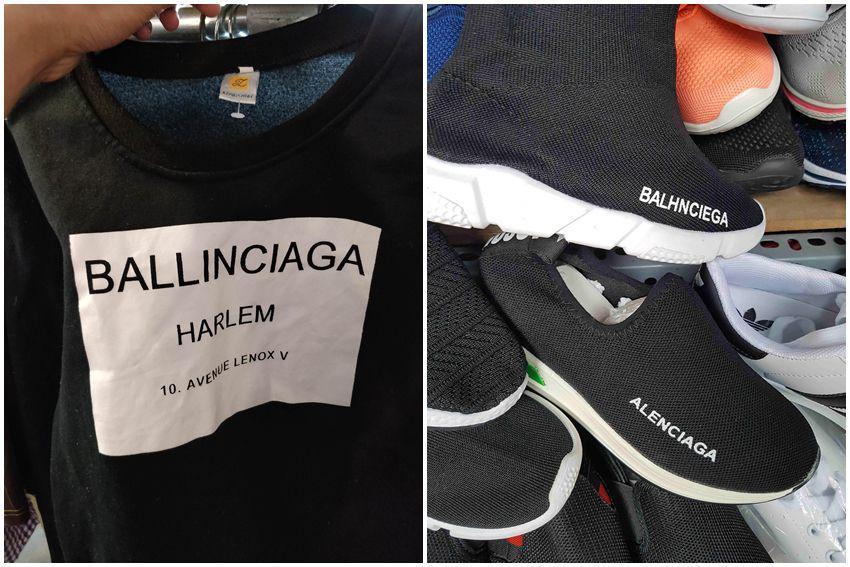 BALLINCIAGA
HARLEM
10. AVENUE LENOX V
BALHNCIEGA
ALENCIAGA